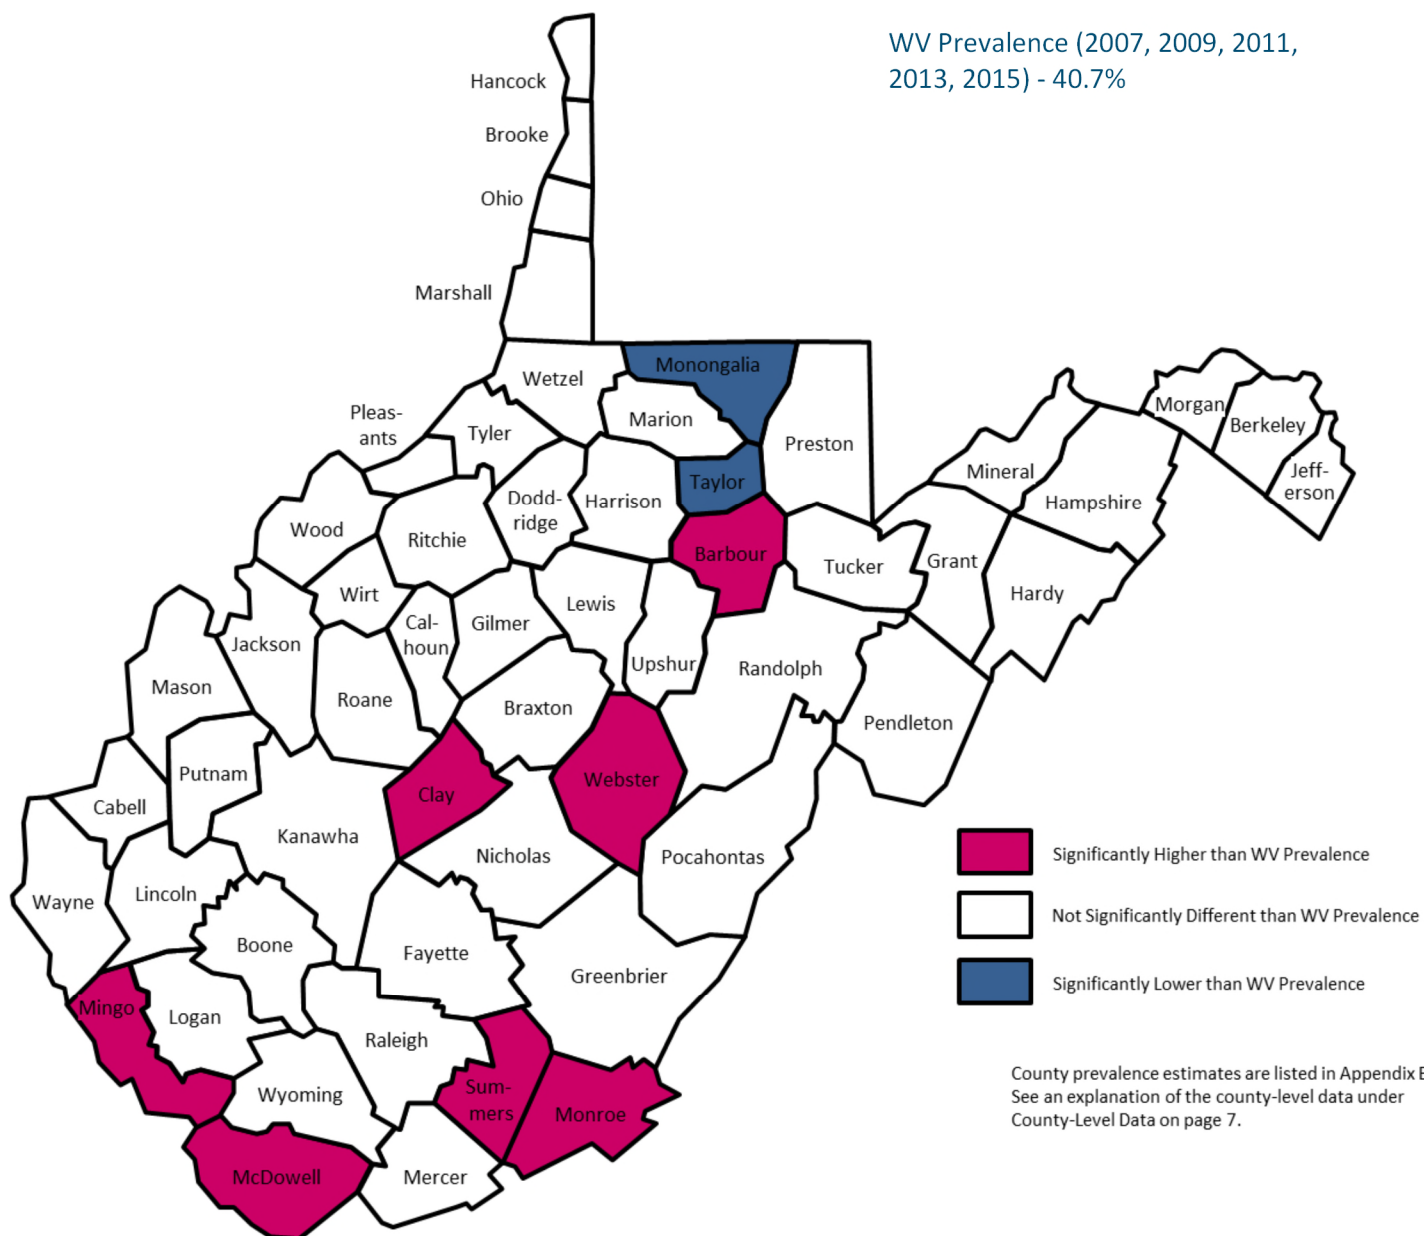 WV Prevalence (2007, 2009, 2011,
2013, 2015) - 40.7%
Hancock
Brooke
Ohio
Marshall
Wetzel
Monongalia
Marion
Pleas-
ants
Tyler
Preston
Taylor
Dodd-
ridge
Harrison
Wood
Ritchie
Barbour
Tucker
Grant
Mineral
Hampshire
Morgan
Berkeley
Jeff-
erson
Hardy
Wirt
Cal-
houn
Gilmer
Lewis
Upshur
Randolph
Jackson
Mason
Roane
Braxton
Pendleton
Putnam
Cabell
Clay
Webster
Kanawha
Nicholas
Pocahontas
Wayne
Lincoln
Boone
Fayette
Greenbrier
Mingo
Logan
Raleigh
Wyoming
Sum-
mers
Monroe
McDowell
Mercer
Significantly Higher than WV Prevalence
Not Significantly Different than WV Prevalence
Significantly Lower than WV Prevalence
County prevalence estimates are listed in Appendix
See an explanation of the county-level data under
County-Level Data on page 7.